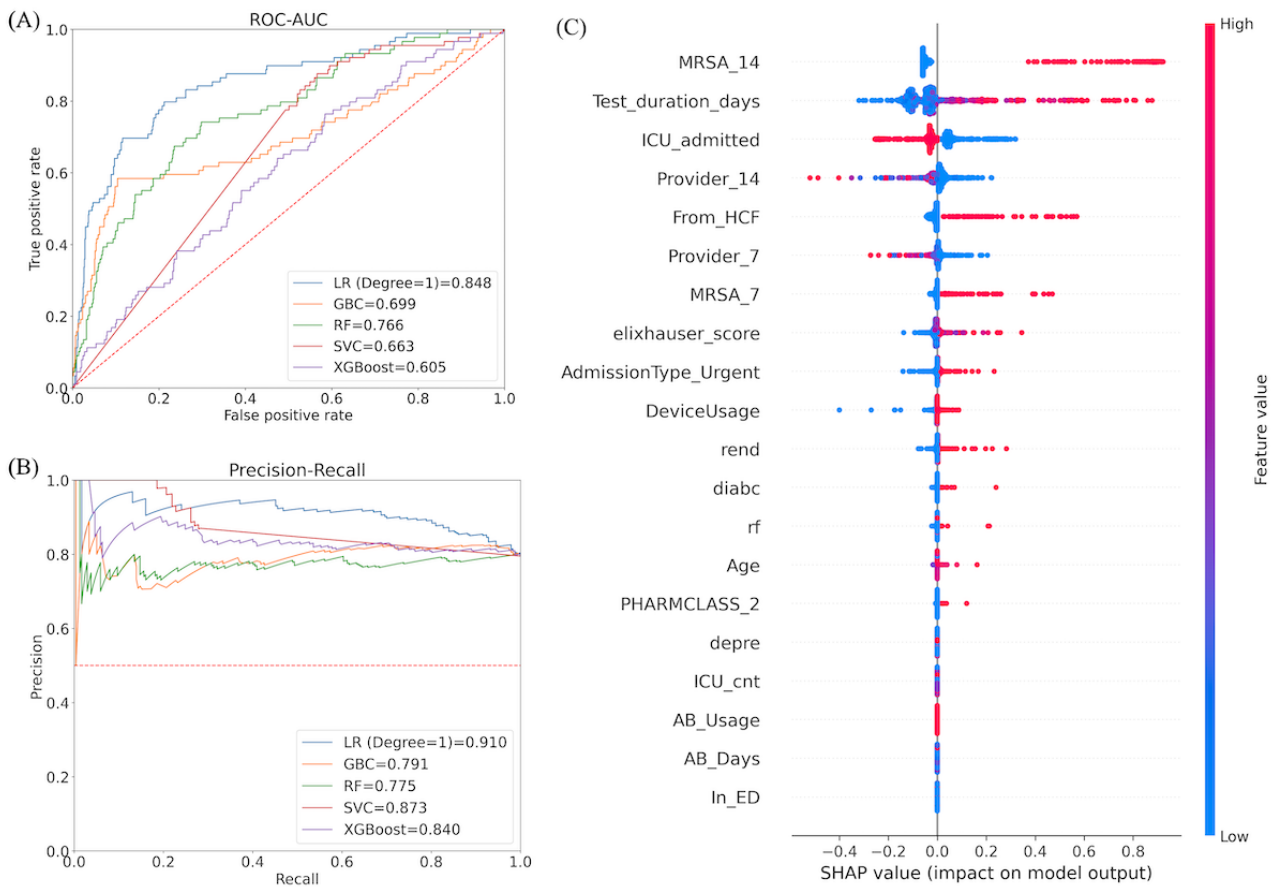 (A)
ROC-AUC
1.0
0.8
0.6
0.4
0.2
0.0
True positive rate
LR (Degree=1)=0.848
GBC=0.699
RF=0.766
SVC=0.663
XGBoost=0.605
0.0 0.2 0.4 0.6 0.8 1.0
False positive rate
(B)
Precision-Recall
1.0
0.8
0.6
0.4
0.2
0.0
Precision
LR (Degree=1)=0.910
GBC=0.791
RF=0.775
SVC=0.873
XGBoost=0.840
0.0 0.2 0.4 0.6 0.8 1.0
Recall
(C)
MRSA_14
Test_duration_days
ICU_admitted
Provider_14
From_HCF
Provider_7
MRSA_7
elixhauser_score
AdmissionType_Urgent
DeviceUsage
rend
diabc
rf
Age
PHARMCLASS_2
depre
ICU_cnt
AB_Usage
AB_Days
In_ED
−0.4 −0.2 0.0 0.2 0.4 0.6 0.8
SHAP value (impact on model output)
High
Feature value
Low